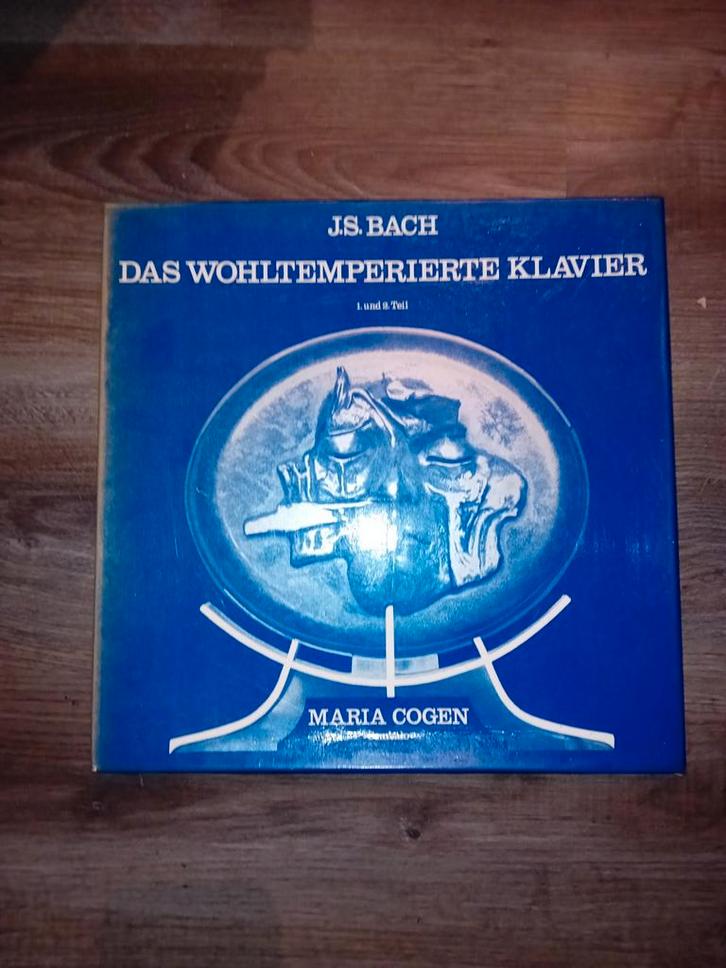 J.S. BACH
DAS WOHLTEMPERIERTE KLAVIER
1. und 2. Teil
MARIA COGEN